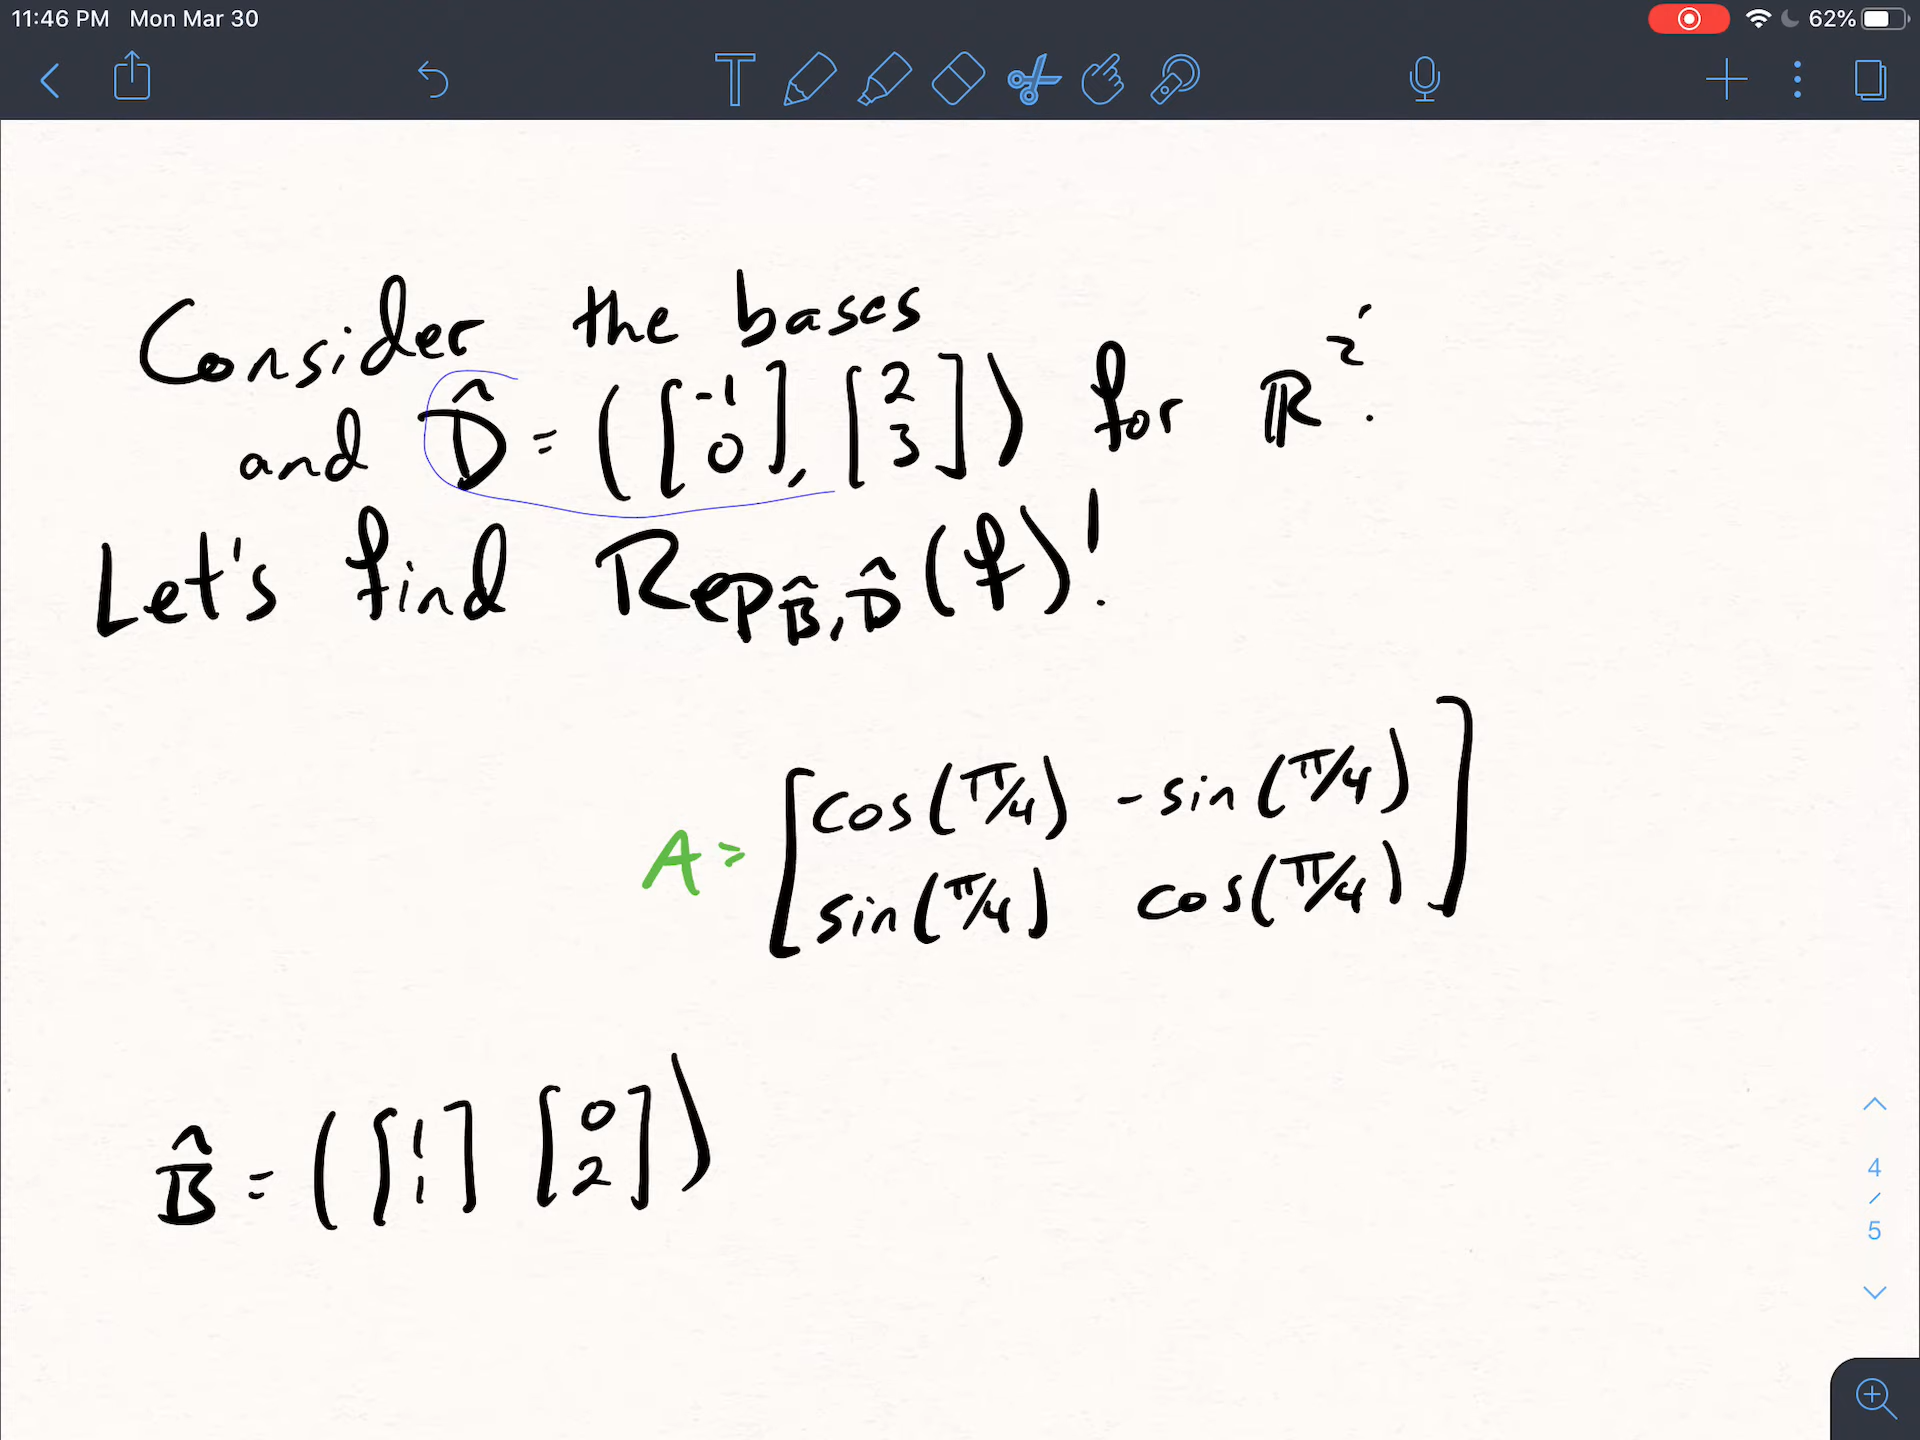 11:46 PM Mon Mar 30 62%
T
Consider the bases
and D̂ = ([-1 0], [2 3]) for ℝ².
Let's find Rep_B̂,D̂ (f)!
A = [cos(π/4) -sin(π/4)
sin(π/4) cos(π/4)]
B̂ = ([1 1] [0 2])
4
/
5